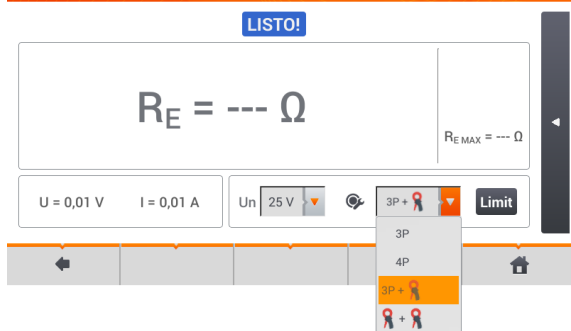 LISTO!
RE = --- Ω
RE MAX = --- Ω
U = 0,01 V I = 0,01 A
Un 25 V 3P + Limit
3P
4P
3P +
+